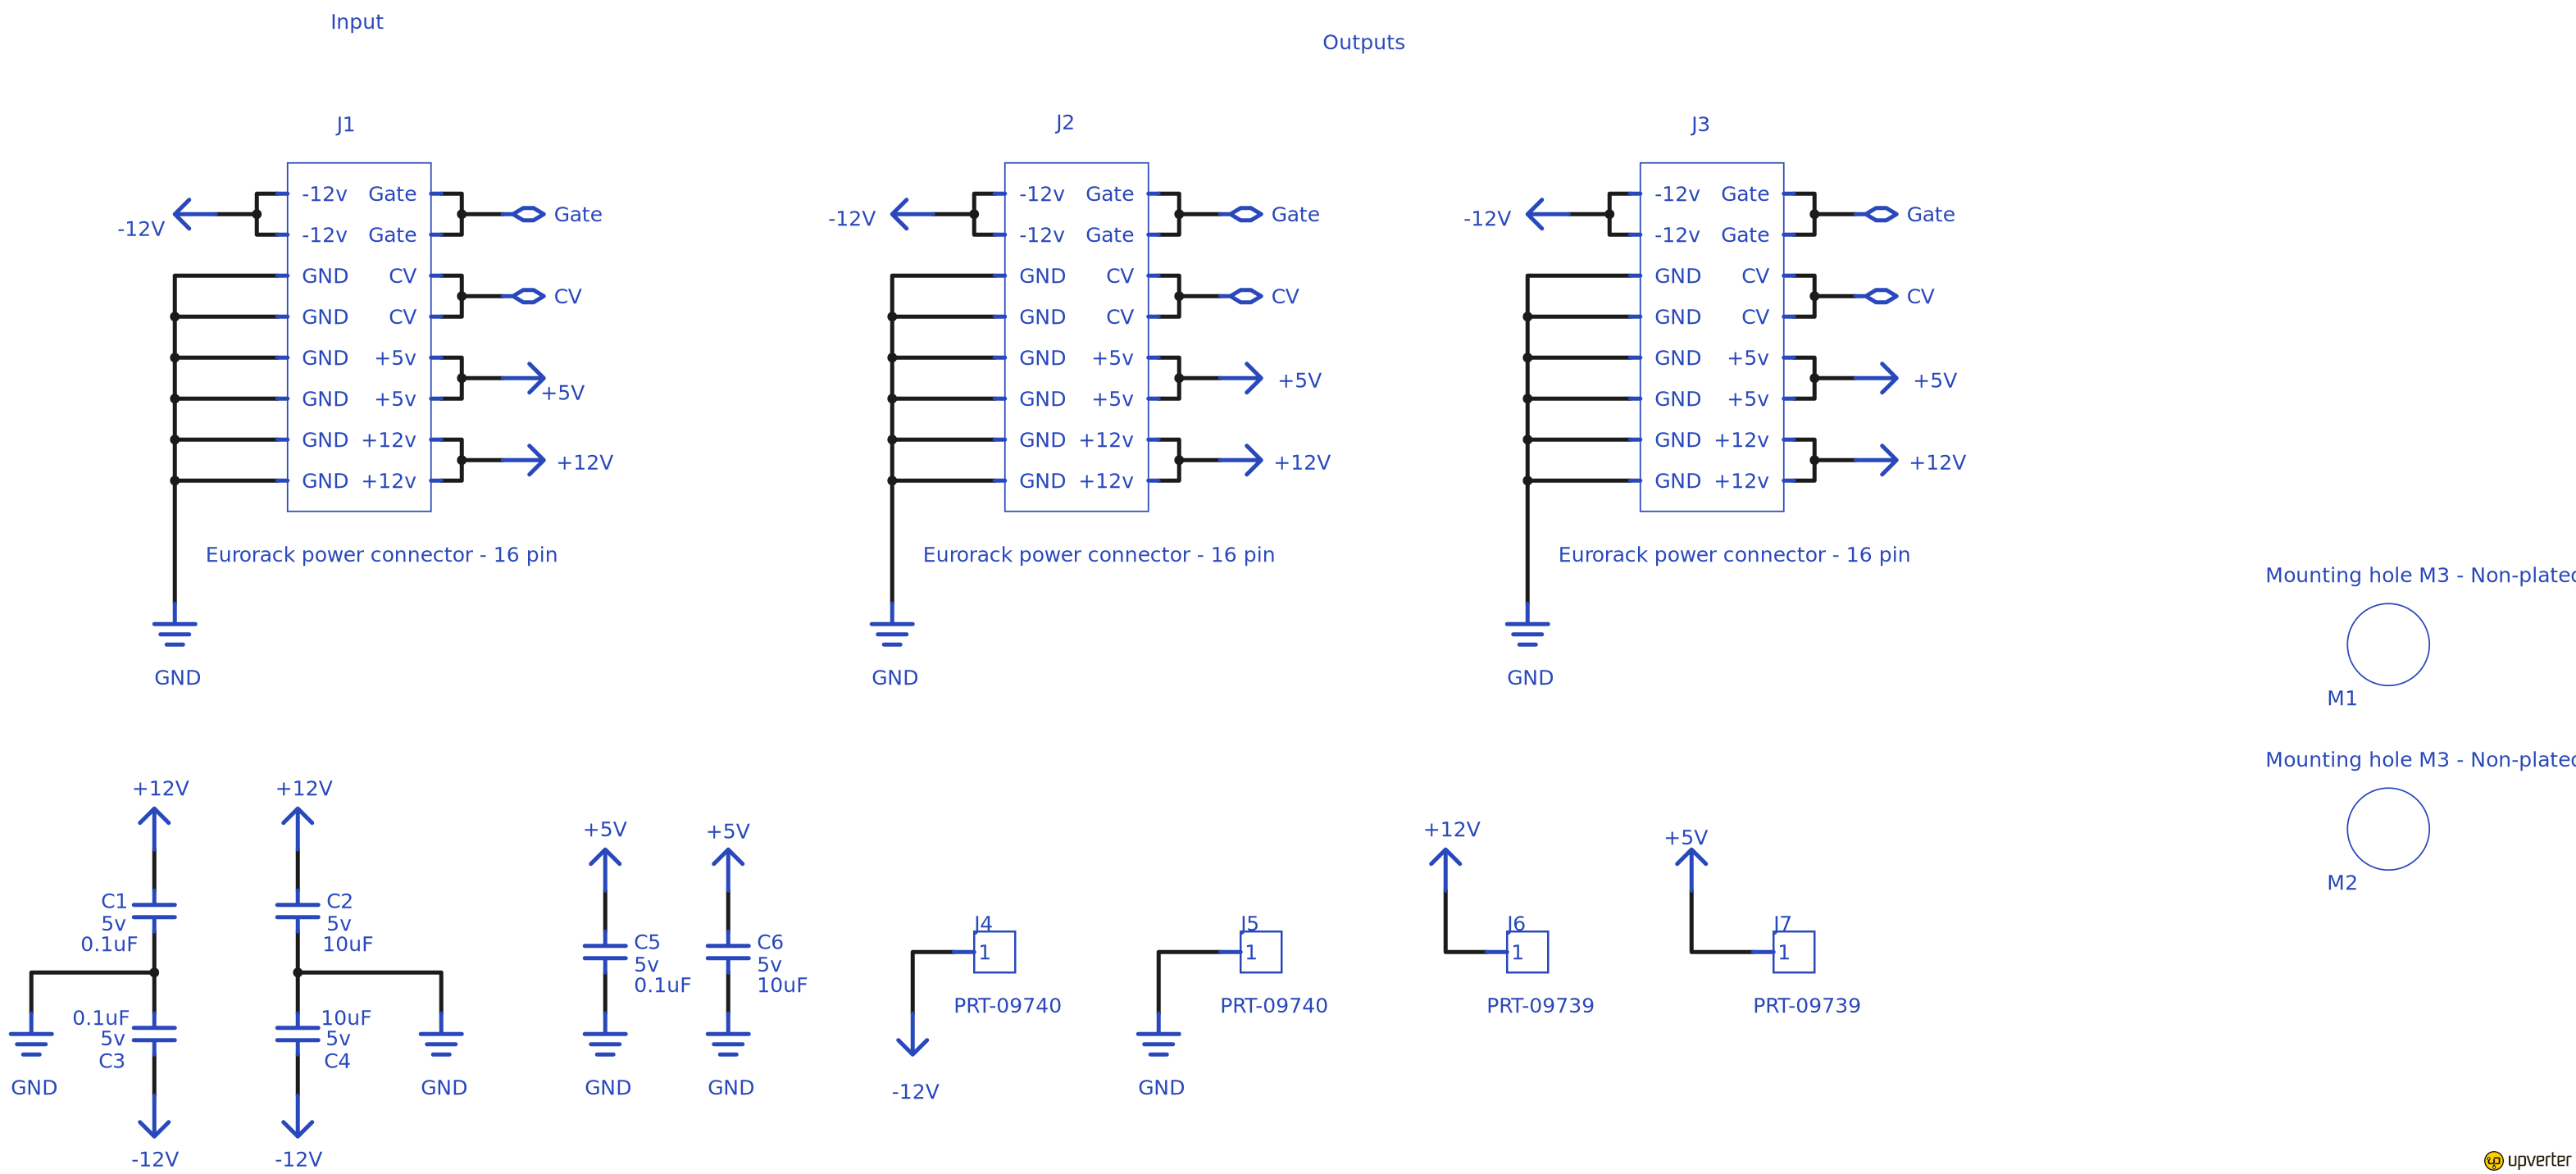 Input
Outputs
J1
J2
J3
-12v Gate
-12v Gate
GND CV
GND CV
GND +5v
GND +5v
GND +12v
GND +12v
-12V
Gate
CV
+5V
+12V
Eurorack power connector - 16 pin
GND
-12v Gate
-12v Gate
GND CV
GND CV
GND +5v
GND +5v
GND +12v
GND +12v
-12V
Gate
CV
+5V
+12V
Eurorack power connector - 16 pin
GND
-12v Gate
-12v Gate
GND CV
GND CV
GND +5v
GND +5v
GND +12v
GND +12v
-12V
Gate
CV
+5V
+12V
Eurorack power connector - 16 pin
GND
Mounting hole M3 - Non-plated
M1
Mounting hole M3 - Non-plated
M2
+12V
C1
5v
0.1uF
0.1uF
5v
C3
GND
-12V
+12V
C2
5v
10uF
10uF
5v
C4
GND
-12V
+5V
C5
5v
0.1uF
GND
+5V
C6
5v
10uF
GND
J4
1
PRT-09740
-12V
J5
1
PRT-09740
GND
+12V
J6
1
PRT-09739
+5V
J7
1
PRT-09739
upverter